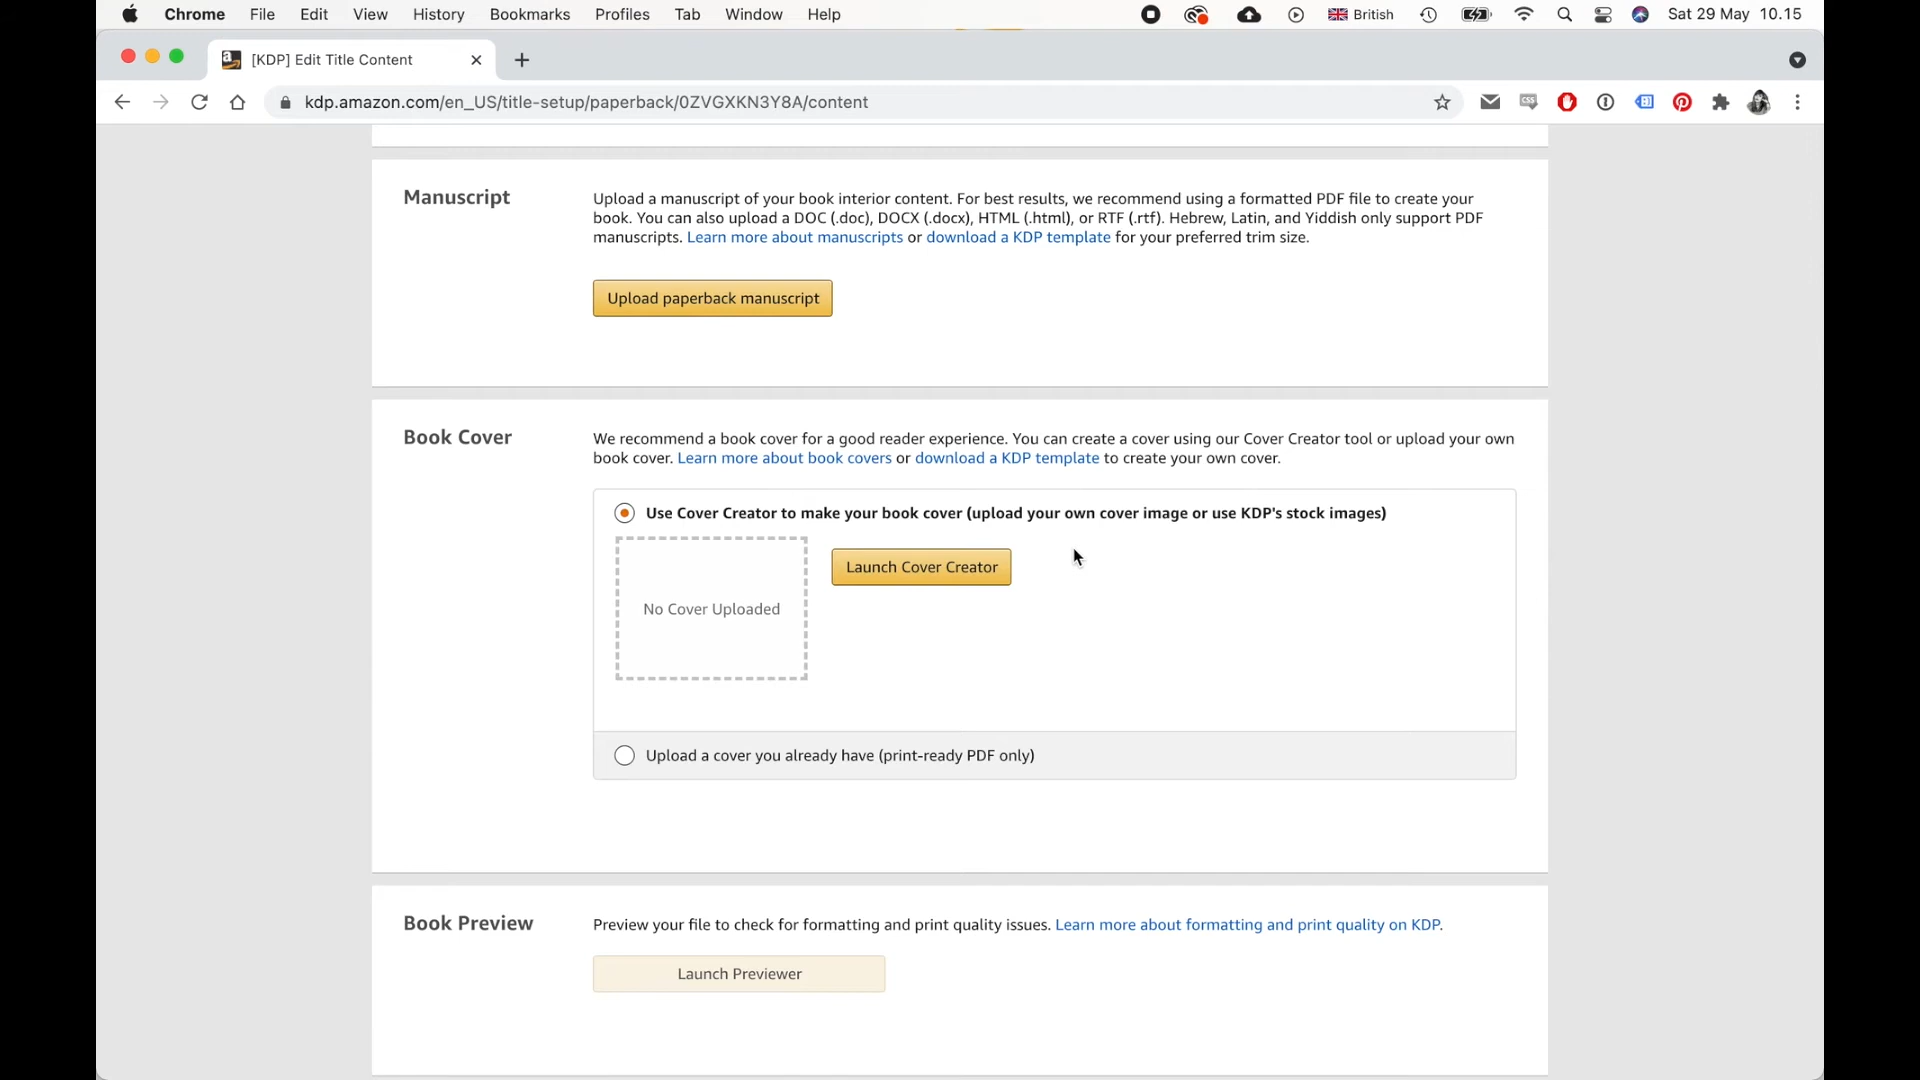 Chrome File Edit View History Bookmarks Profiles Tab Window Help British Sat 29 May 10.15
[KDP] Edit Title Content
kdp.amazon.com/en_US/title-setup/paperback/0ZVGXKN3Y8A/content
Manuscript
Upload a manuscript of your book interior content. For best results, we recommend using a formatted PDF file to create your
book. You can also upload a DOC (.doc), DOCX (.docx), HTML (.html), or RTF (.rtf). Hebrew, Latin, and Yiddish only support PDF
manuscripts. Learn more about manuscripts or download a KDP template for your preferred trim size.
Upload paperback manuscript
Book Cover
We recommend a book cover for a good reader experience. You can create a cover using our Cover Creator tool or upload your own
book cover. Learn more about book covers or download a KDP template to create your own cover.
Use Cover Creator to make your book cover (upload your own cover image or use KDP's stock images)
Launch Cover Creator
No Cover Uploaded
Upload a cover you already have (print-ready PDF only)
Book Preview
Preview your file to check for formatting and print quality issues. Learn more about formatting and print quality on KDP.
Launch Previewer